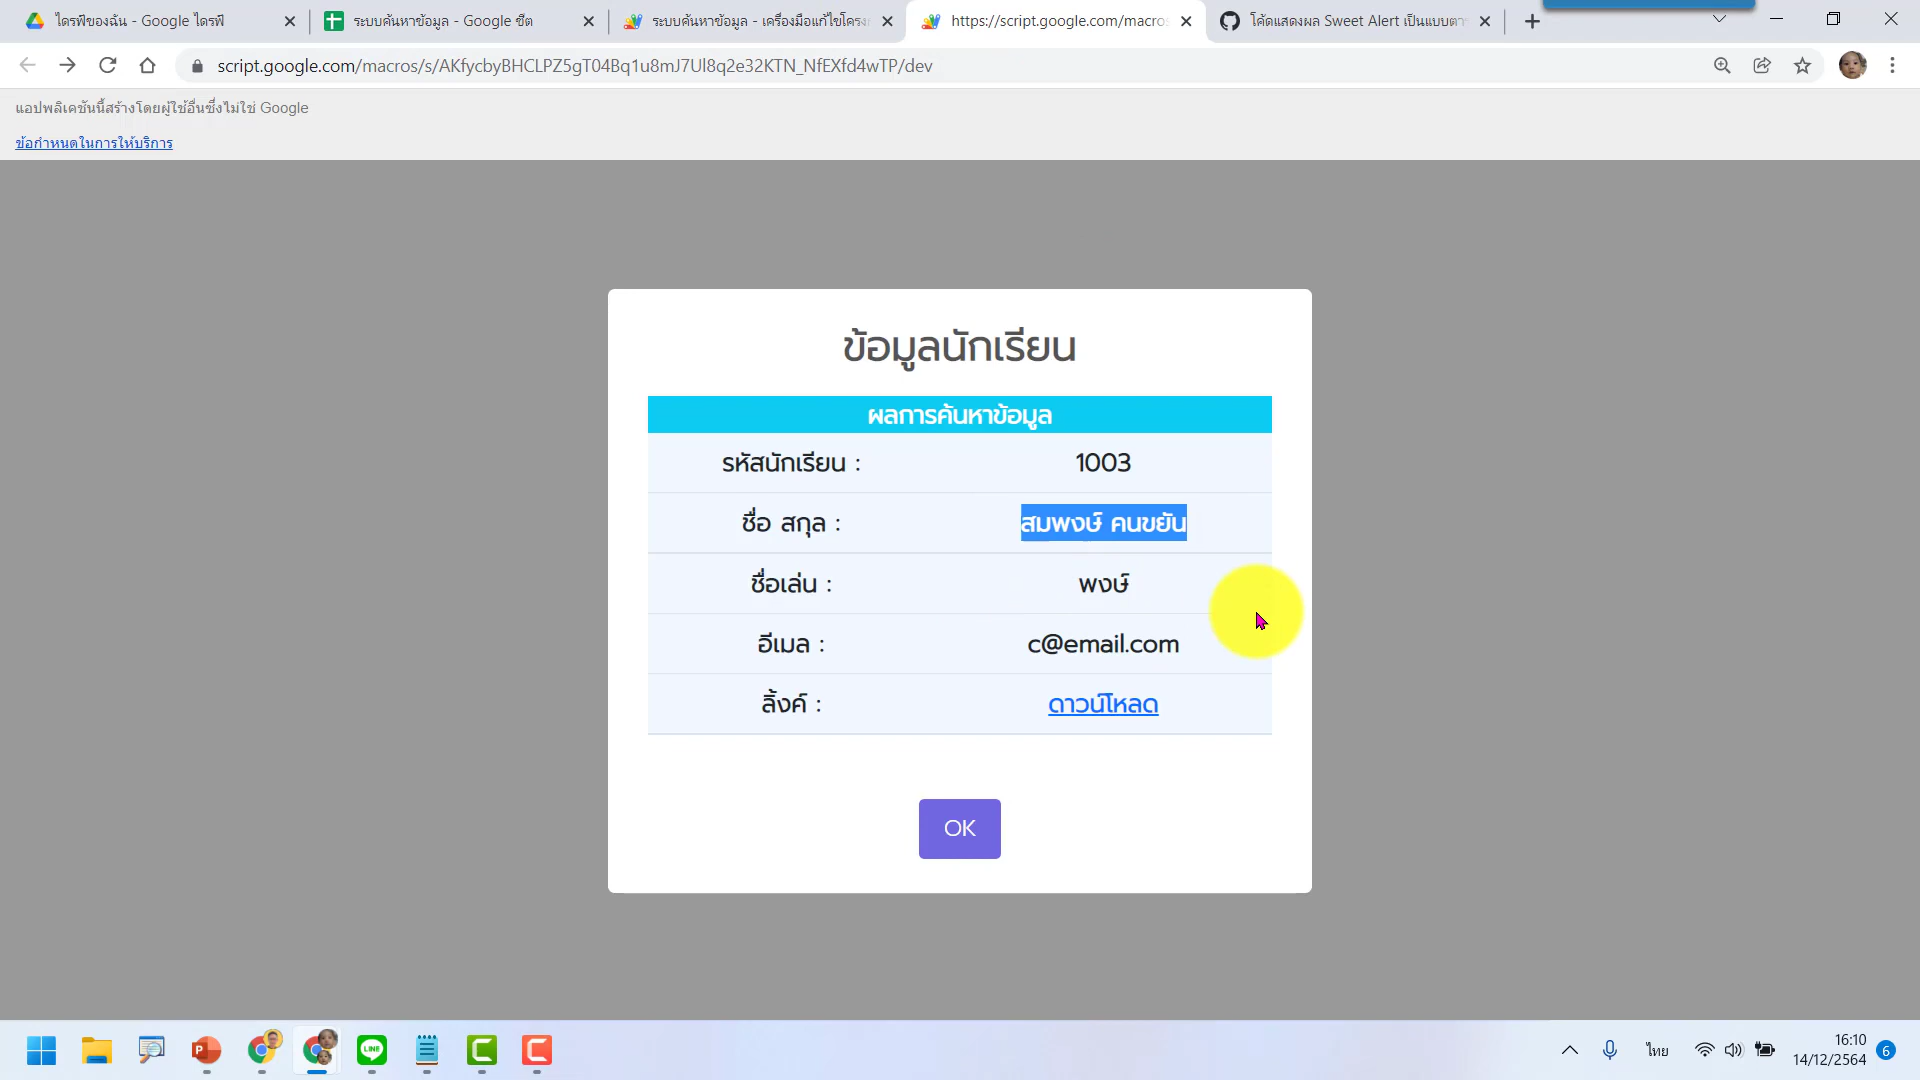 ไดรฟ์ของฉัน - Google ไดรฟ์
ระบบค้นหาข้อมูล - Google ชีต
ระบบค้นหาข้อมูล - เครื่องมือแก้ไขโครงก
https://script.google.com/macros
โค้ดแสดงผล Sweet Alert เป็นแบบตาร
script.google.com/macros/s/AKfycbyBHCLPZ5gT04Bq1u8mJ7Ul8q2e32KTN_NfEXfd4wTP/dev
แอปพลิเคชันนี้สร้างโดยผู้ใช้อื่นซึ่งไม่ใช่ Google
ข้อกำหนดในการให้บริการ
ข้อมูลนักเรียน
ผลการค้นหาข้อมูล
รหัสนักเรียน : 1003
ชื่อ สกุล : สมพงษ์ คนขยัน
ชื่อเล่น : พงษ์
อีเมล : c@email.com
ลิ้งค์ : ดาวน์โหลด
OK
LINE
ไทย
16:10
14/12/2564
6